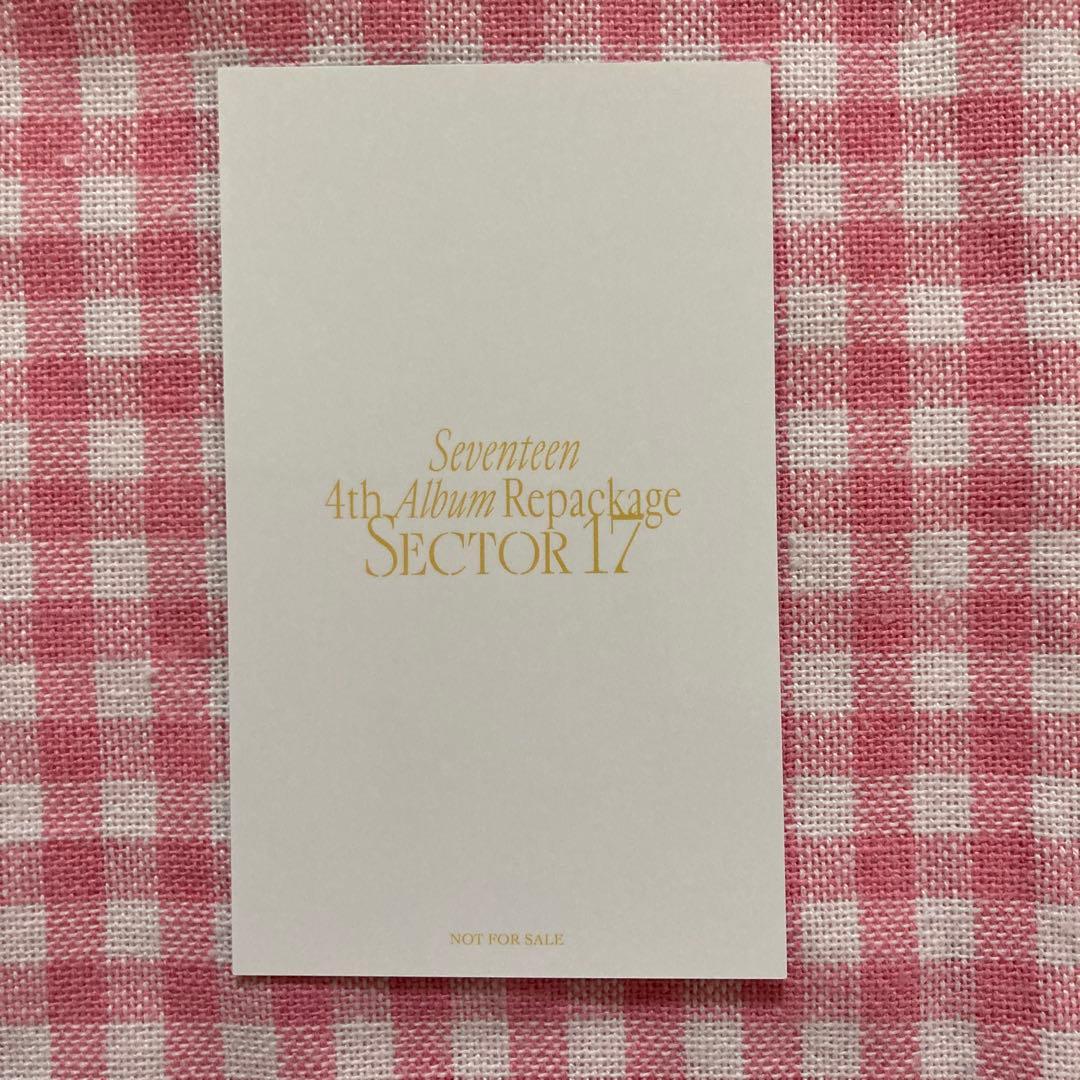 Seventeen
4th Album Repackage
SECTOR 17
NOT FOR SALE